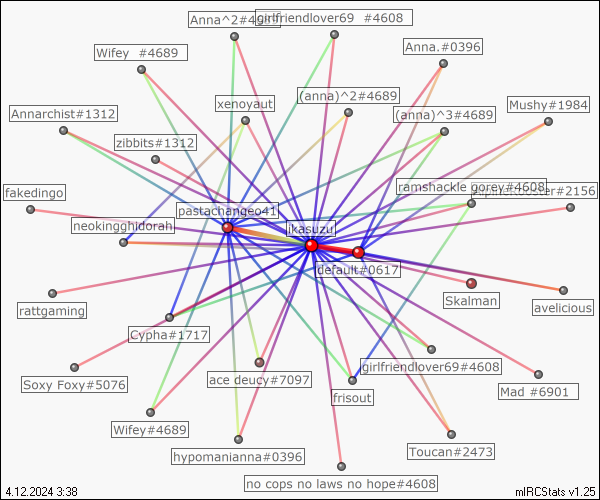 Anna^2#4689
girlfriendlover69 #4608
Anna.#0396
Wifey #4689
xenoyaut
(anna)^2#4689
Mushy#1984
Annarchist#1312
(anna)^3#4689
zibbits#1312
ramshackle gorey#4608
#2156
fakedingo
pastachangeo41
neokingghidorah
ikasuzu
default#0617
rattgaming
Skalman
avelicious
Cypha#1717
girlfriendlover69#4608
Soxy Foxy#5076
ace deucy#7097
frisout
Mad #6901
Wifey#4689
hypomanianna#0396
Toucan#2473
no cops no laws no hope#4608
4.12.2024 3:38
mIRCStats v1.25